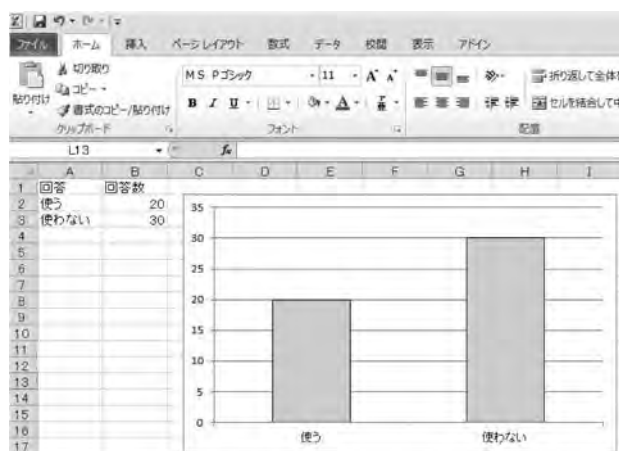 ファイル ホーム 挿入 ページ レイアウト 数式 データ 校閲 表示 アドイン
切り取り
コピー
書式のコピー/貼り付け
貼り付け
クリップボード
MS Pゴシック 11 A A
B I U A
フォント
折り返して全体を
セルを結合して中
配置
L13 fx
A B C D E F G H I
1 回答 回答数
2 使う 20
3 使わない 30
4
5
6
7
8
9
10
11
12
13
14
15
16
17
35
30
25
20
15
10
5
0
使う 使わない